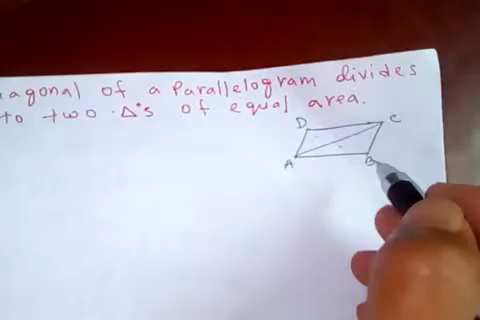 agonal of a Parallelogram divides
to two Δ's of equal area.
D C
A B